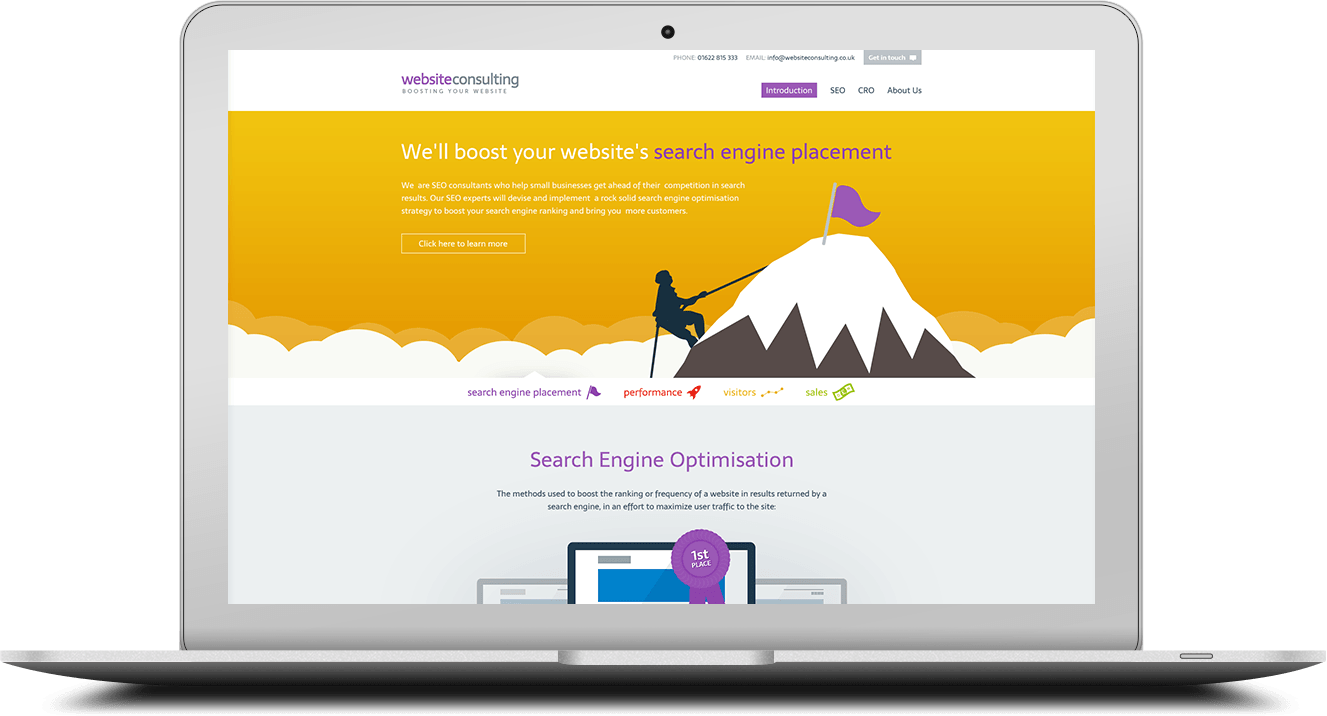 PHONE: 01622 815 333 EMAIL: info@websiteconsulting.co.uk Get in touch
websiteconsulting
BOOSTING YOUR WEBSITE
Introduction SEO CRO About Us
We'll boost your website's search engine placement
We are SEO consultants who help small businesses get ahead of their competition in search
results. Our SEO experts will devise and implement a rock solid search engine optimisation
strategy to boost your search engine ranking and bring you more customers.
Click here to learn more
search engine placement performance visitors sales
Search Engine Optimisation
The methods used to boost the ranking or frequency of a website in results returned by a
search engine, in an effort to maximize user traffic to the site:
1st
PLACE